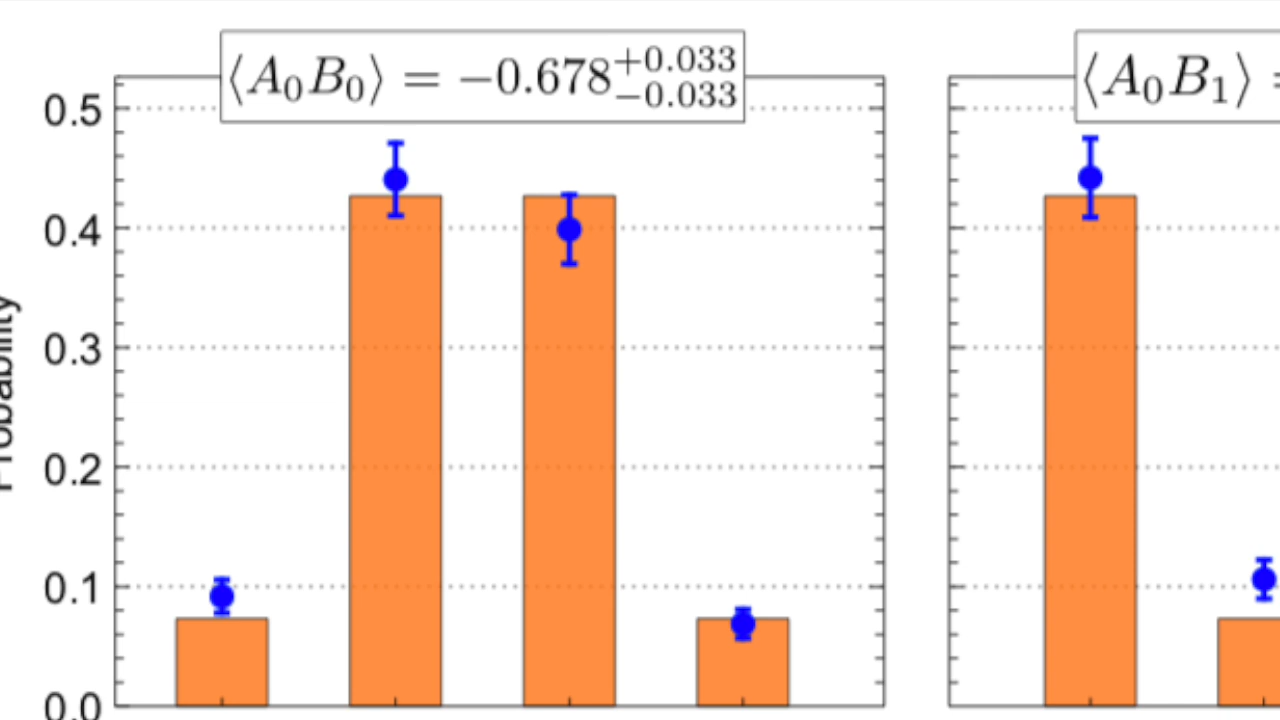 ⟨A₀B₀⟩ = −0.678⁺⁰·⁰³³₋₀.₀₃₃
⟨A₀B₁⟩ =
0.5
0.4
0.3
0.2
0.1
0.0
Probability